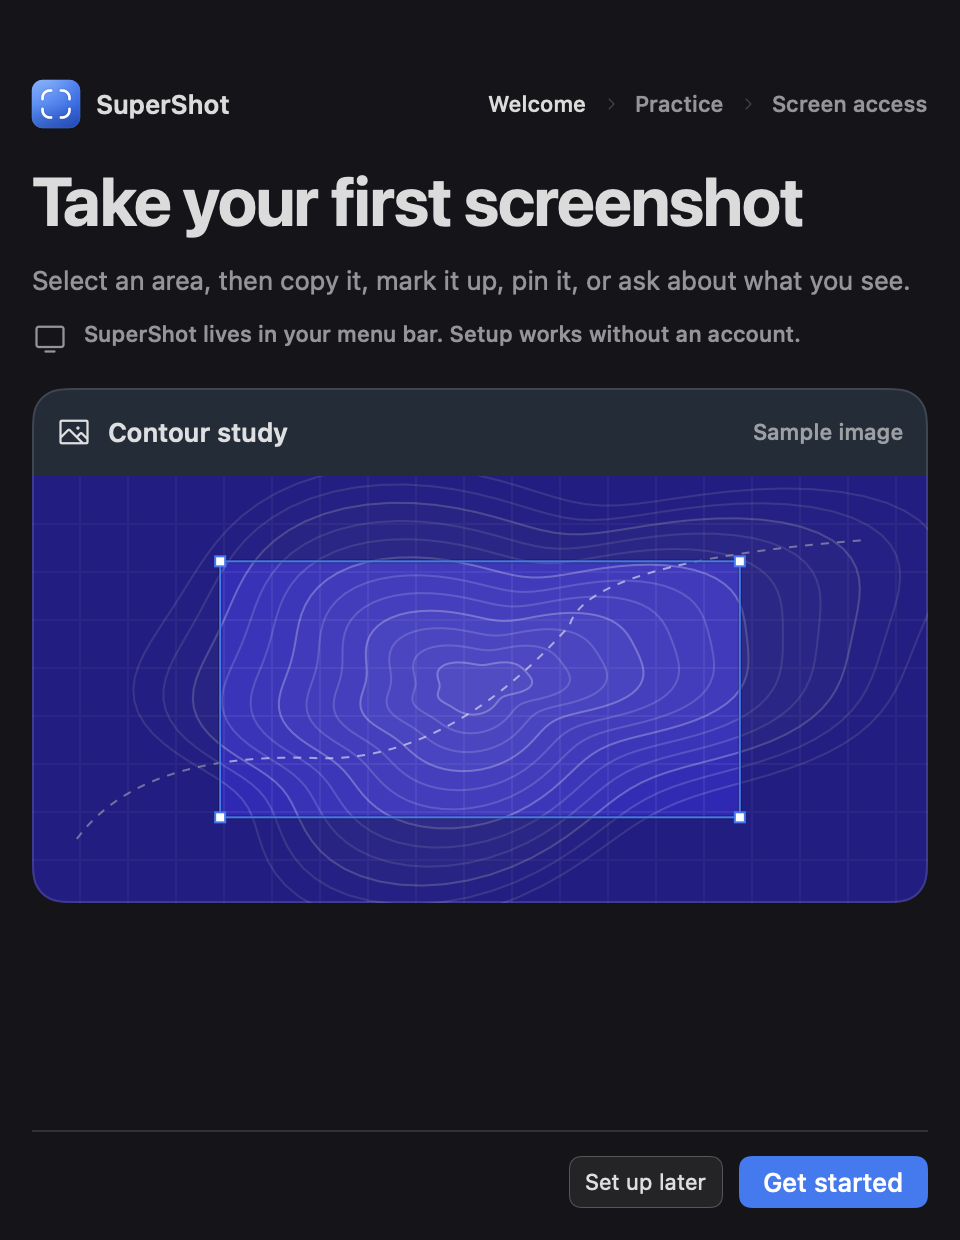 SuperShot
Welcome
Practice
Screen access
Take your first screenshot
Select an area, then copy it, mark it up, pin it, or ask about what you see.
SuperShot lives in your menu bar. Setup works without an account.
Contour study
Sample image
Set up later
Get started